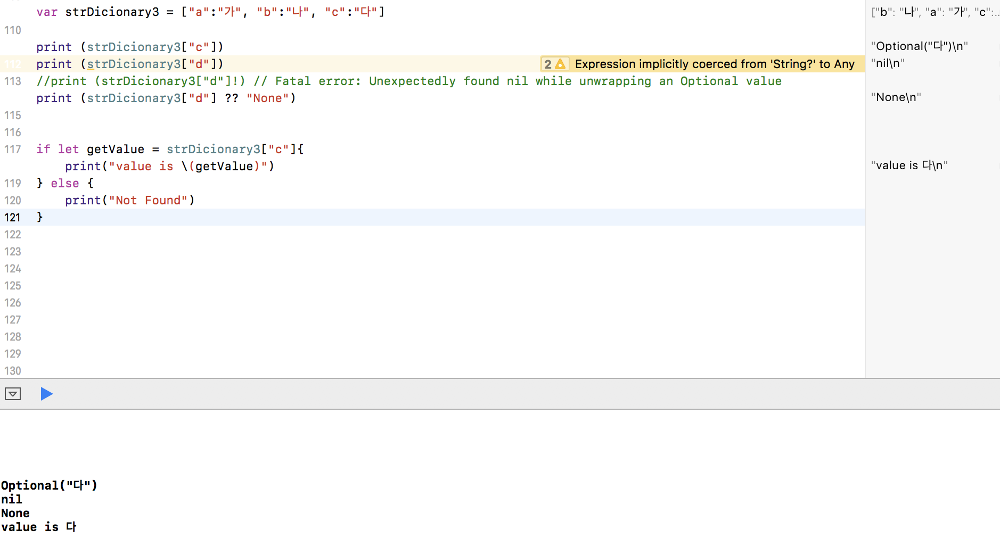 var strDicionary3 = ["a":"가", "b":"나", "c":"다"]
["b": "나", "a": "가", "c":...
110
print (strDicionary3["c"])
"Optional("다")\n"
112 print (strDicionary3["d"])
2 Expression implicitly coerced from 'String?' to Any
"nil\n"
113 //print (strDicionary3["d"]!) // Fatal error: Unexpectedly found nil while unwrapping an Optional value
print (strDicionary3["d"] ?? "None")
"None\n"
115
116
117 if let getValue = strDicionary3["c"]{
print("value is \(getValue)")
"value is 다\n"
119 } else {
120 print("Not Found")
121 }
122
123
124
125
126
127
128
129
130
Optional("다")
nil
None
value is 다